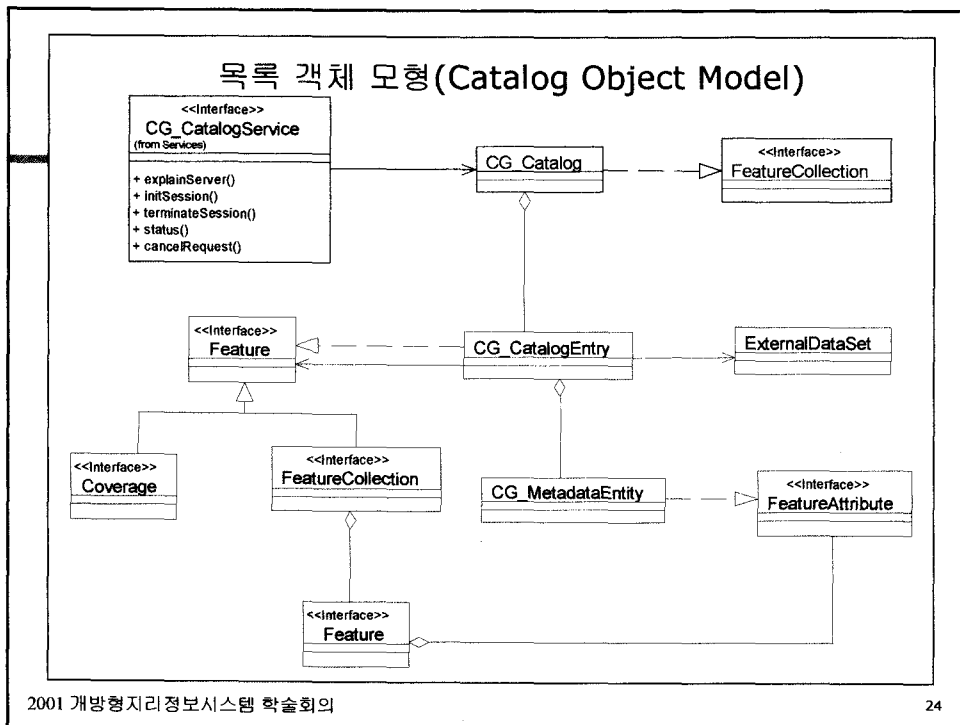 목록 객체 모형(Catalog Object Model)
<<Interface>>
CG_CatalogService
(from Services)
+ explainServer()
+ initSession()
+ terminateSession()
+ status()
+ cancelRequest()
CG_Catalog
<<Interface>>
FeatureCollection
<<Interface>>
Feature
CG_CatalogEntry
ExternalDataSet
<<Interface>>
Coverage
<<Interface>>
FeatureCollection
CG_MetadataEntity
<<Interface>>
FeatureAttribute
<<Interface>>
Feature
2001 개방형지리정보시스템 학술회의
24